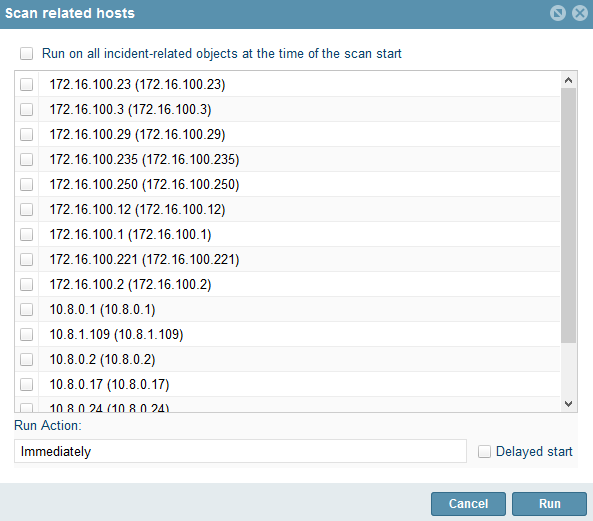 Scan related hosts
Run on all incident-related objects at the time of the scan start
172.16.100.23 (172.16.100.23)
172.16.100.3 (172.16.100.3)
172.16.100.29 (172.16.100.29)
172.16.100.235 (172.16.100.235)
172.16.100.250 (172.16.100.250)
172.16.100.12 (172.16.100.12)
172.16.100.1 (172.16.100.1)
172.16.100.221 (172.16.100.221)
172.16.100.2 (172.16.100.2)
10.8.0.1 (10.8.0.1)
10.8.1.109 (10.8.1.109)
10.8.0.2 (10.8.0.2)
10.8.0.17 (10.8.0.17)
10.8.0.24 (10.8.0.24)
Run Action:
Immediately
Delayed start
Cancel
Run